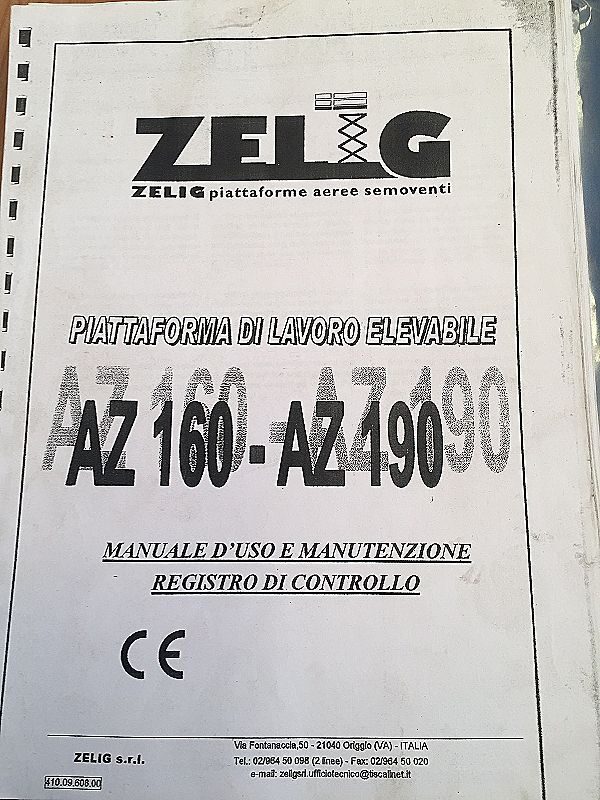 ZELIG
ZELIG piattaforme aeree semoventi
PIATTAFORMA DI LAVORO ELEVABILE
AZ 160 - AZ 190
MANUALE D'USO E MANUTENZIONE
REGISTRO DI CONTROLLO
CE
ZELIG s.r.l.
Via Fontanaccia,50 - 21040 Origgio (VA) - ITALIA
Tel.: 02/964 50 098 (2 linee) - Fax: 02/964 50 020
e-mail: zeligsrl.ufficiotecnico@tiscalinet.it
410.09.608.00